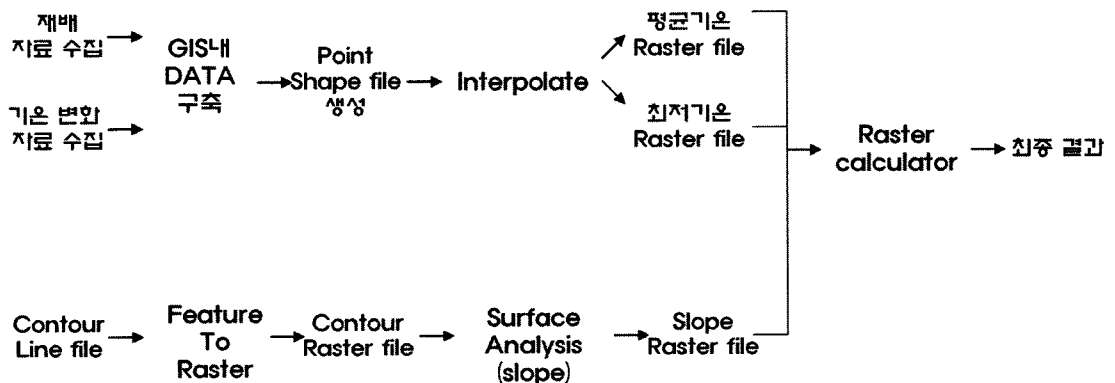 재배
자료 수집
기온 변화
자료 수집
GIS내
DATA
구축
Point
Shape file
생성
Interpolate
평균기온
Raster file
최저기온
Raster file
Raster
calculator
최종 결과
Contour
Line file
Feature
To
Raster
Contour
Raster file
Surface
Analysis
(slope)
Slope
Raster file